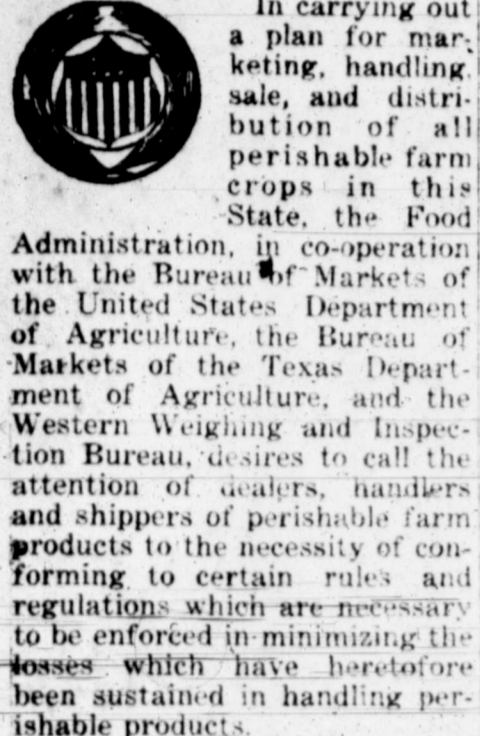 In carrying out
a plan for mar-
keting, handling,
sale, and distri-
bution of all
perishable farm
crops in this
State, the Food
Administration, in co-operation
with the Bureau of Markets of
the United States Department
of Agriculture, the Bureau of
Markets of the Texas Depart-
ment of Agriculture, and the
Western Weighing and Inspec-
tion Bureau, desires to call the
attention of dealers, handlers
and shippers of perishable farm
products to the necessity of con-
forming to certain rules and
regulations which are necessary
to be enforced in minimizing the
losses which have heretofore
been sustained in handling per-
ishable products.